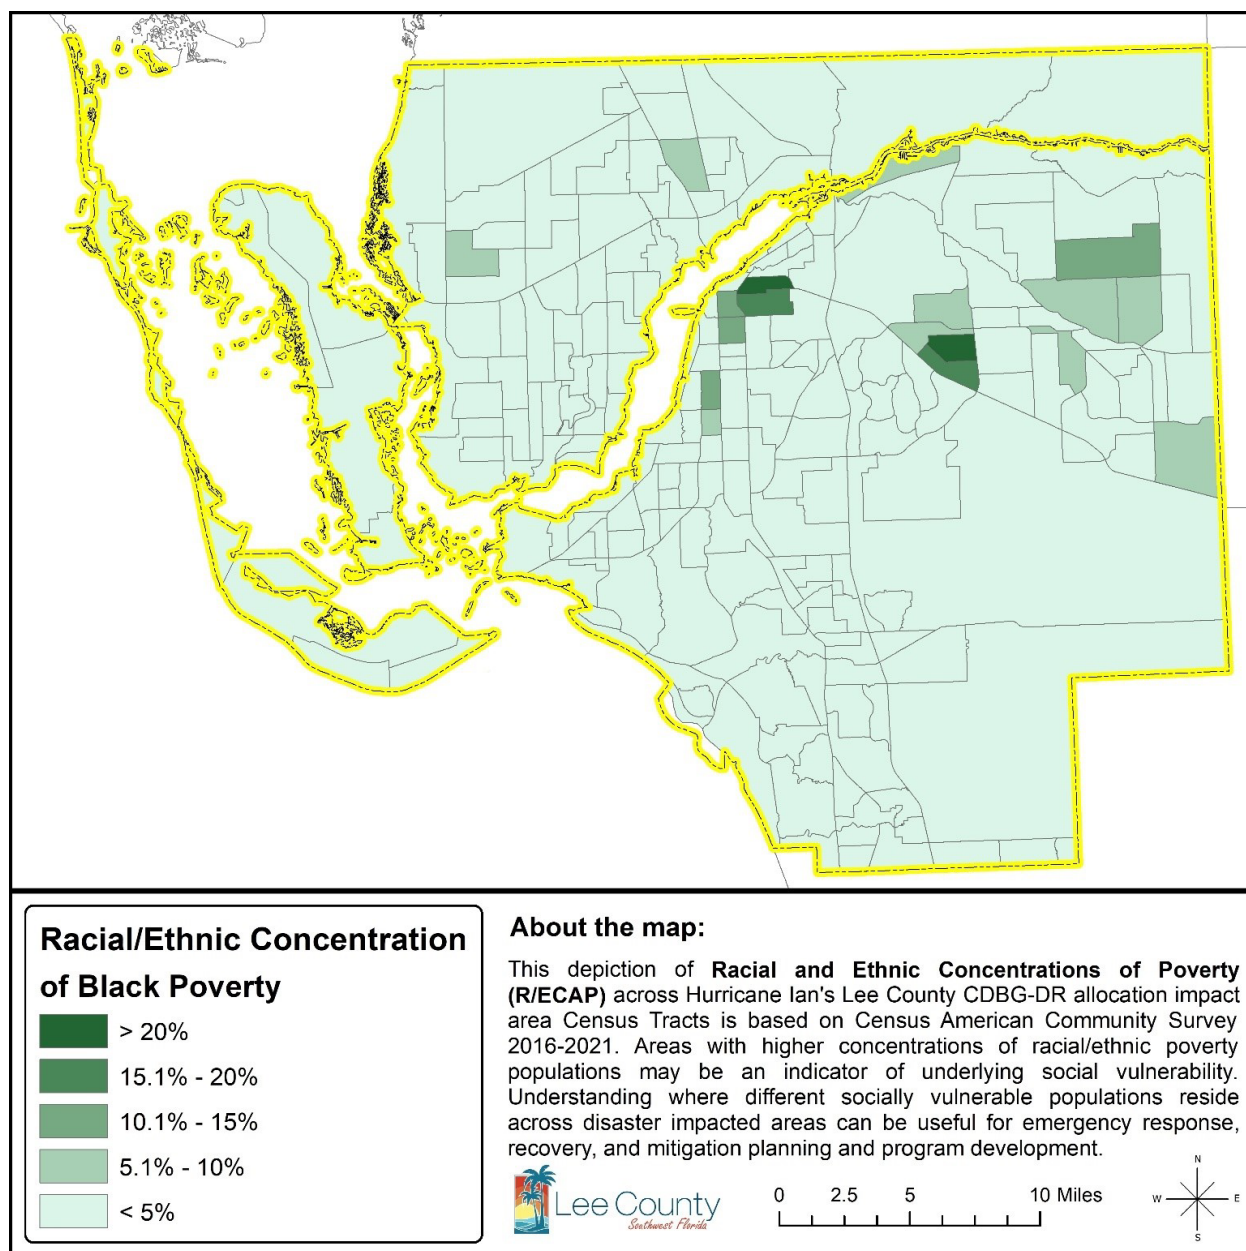 Racial/Ethnic Concentration
of Black Poverty
> 20%
15.1% - 20%
10.1% - 15%
5.1% - 10%
< 5%
About the map:
This depiction of Racial and Ethnic Concentrations of Poverty
(R/ECAP) across Hurricane Ian's Lee County CDBG-DR allocation impact
area Census Tracts is based on Census American Community Survey
2016-2021. Areas with higher concentrations of racial/ethnic poverty
populations may be an indicator of underlying social vulnerability.
Understanding where different socially vulnerable populations reside
across disaster impacted areas can be useful for emergency response,
recovery, and mitigation planning and program development.
Lee County
Southwest Florida
0 2.5 5 10 Miles
N
W E
S